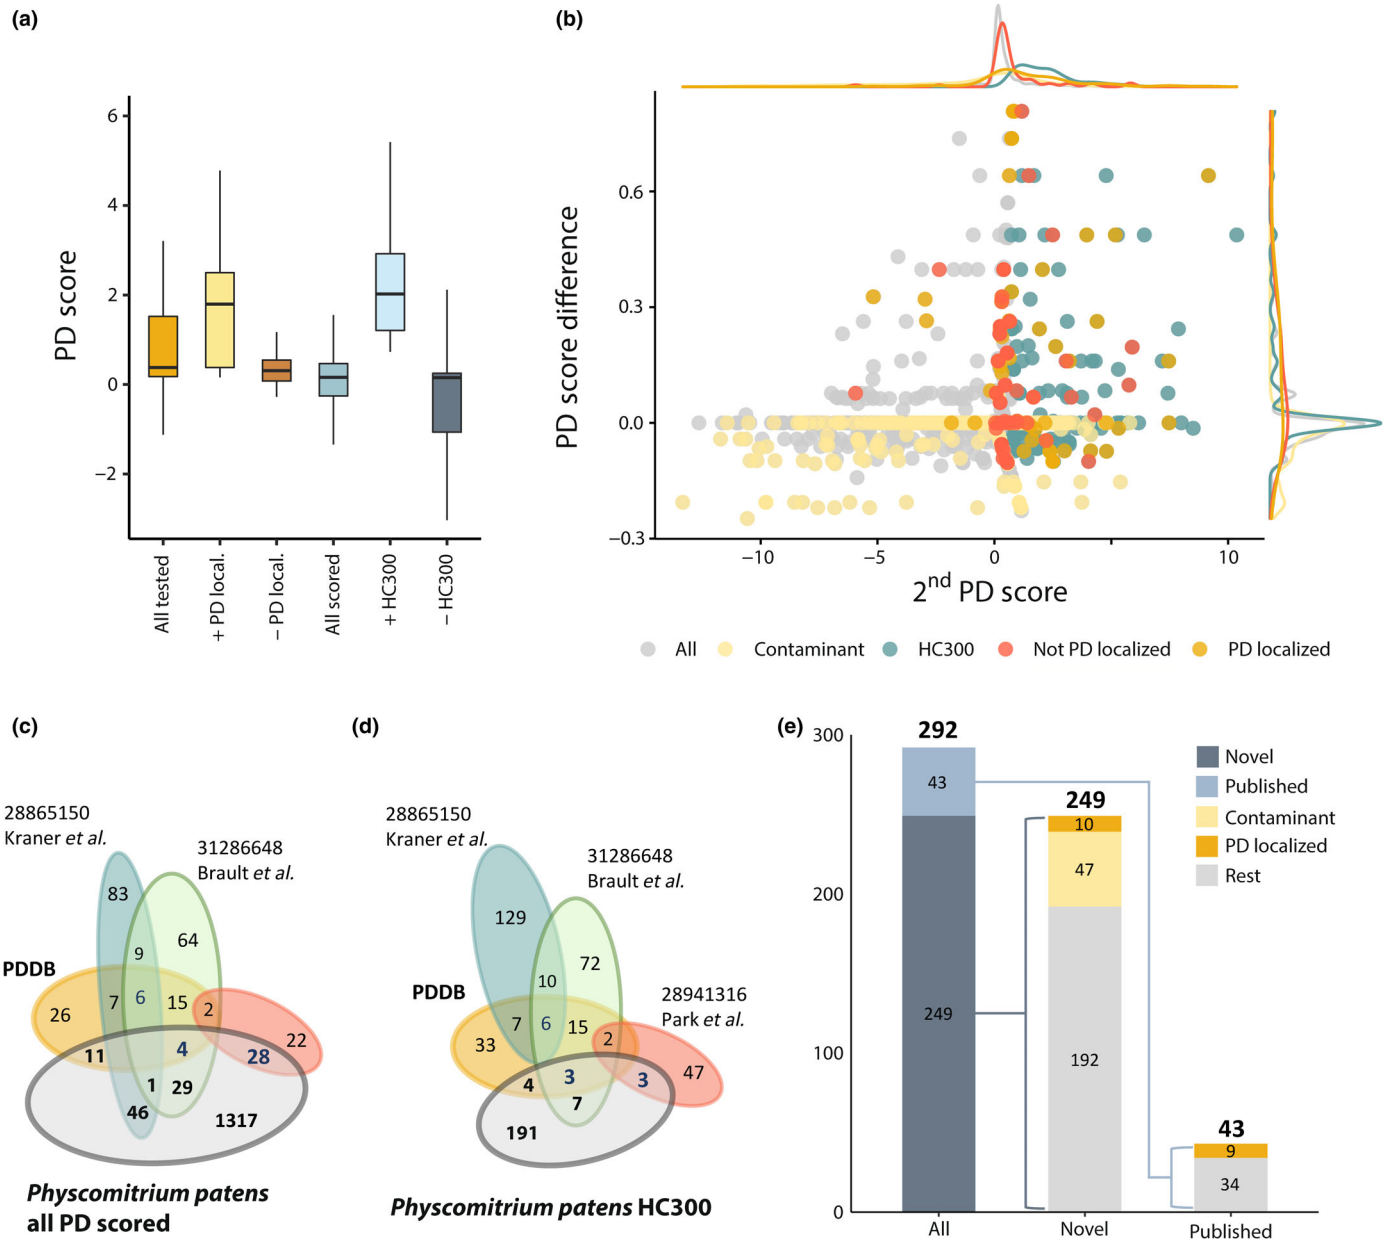 (a)
PD score
6
4
2
0
−2
All tested
+ PD local.
− PD local.
All scored
+ HC300
− HC300
(b)
PD score difference
0.6
0.3
0.0
−0.3
−10
−5
0
10
2nd PD score
All
Contaminant
HC300
Not PD localized
PD localized
(c)
28865150
Kraner et al.
31286648
Brault et al.
PDDB
83
64
9
26
7
6
15
2
22
11
4
28
1
29
46
1317
Physcomitrium patens
all PD scored
(d)
28865150
Kraner et al.
31286648
Brault et al.
28941316
Park et al.
PDDB
129
72
10
33
7
6
15
2
47
4
3
3
7
191
Physcomitrium patens HC300
(e)
300
200
100
0
292
43
249
249
10
47
192
43
9
34
All
Novel
Published
Novel
Published
Contaminant
PD localized
Rest